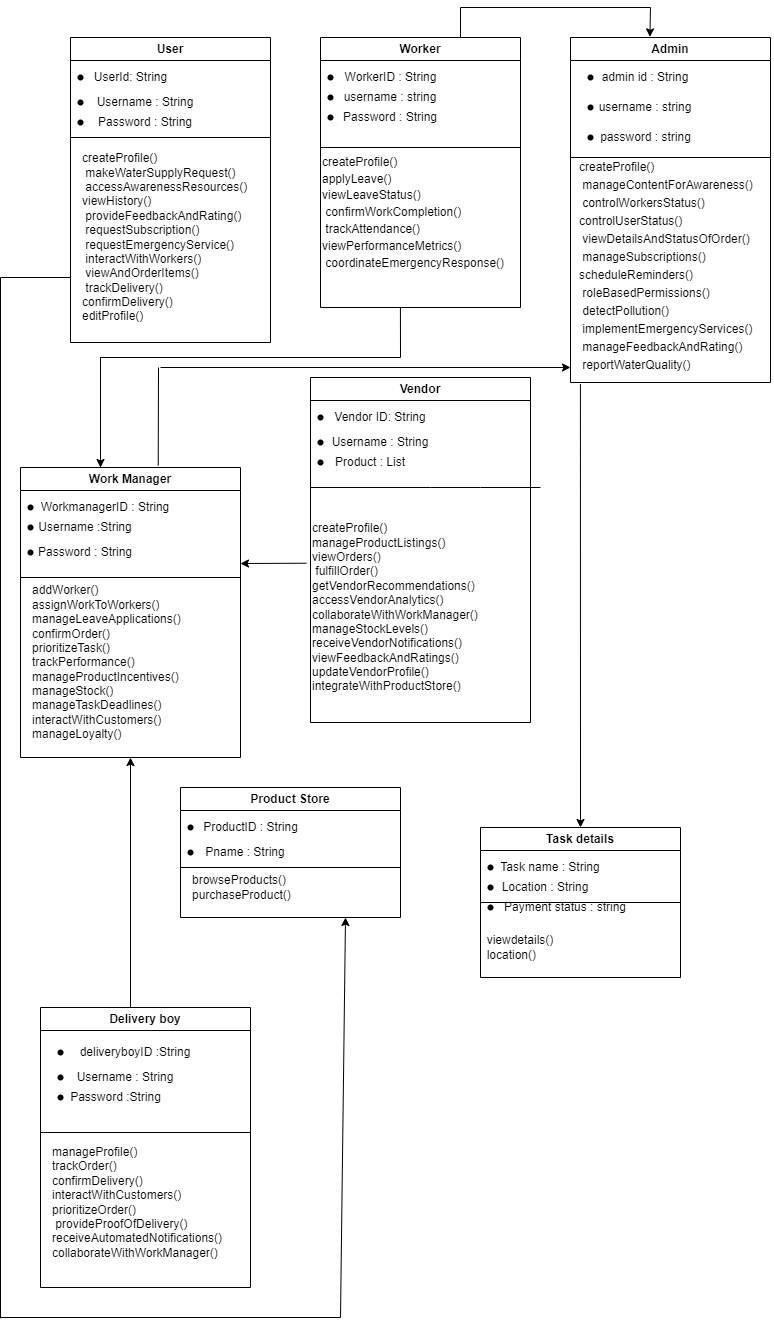 User
UserId: String
Username : String
Password : String
createProfile()
makeWaterSupplyRequest()
accessAwarenessResources()
viewHistory()
provideFeedbackAndRating()
requestSubscription()
requestEmergencyService()
interactWithWorkers()
viewAndOrderItems()
trackDelivery()
confirmDelivery()
editProfile()
Worker
WorkerID : String
username : string
Password : String
createProfile()
applyLeave()
viewLeaveStatus()
confirmWorkCompletion()
trackAttendance()
viewPerformanceMetrics()
coordinateEmergencyResponse()
Admin
admin id : String
username : string
password : string
createProfile()
manageContentForAwareness()
controlWorkersStatus()
controlUserStatus()
viewDetailsAndStatusOfOrder()
manageSubscriptions()
scheduleReminders()
roleBasedPermissions()
detectPollution()
implementEmergencyServices()
manageFeedbackAndRating()
reportWaterQuality()
Vendor
Vendor ID: String
Username : String
Product : List
createProfile()
manageProductListings()
viewOrders()
fulfillOrder()
getVendorRecommendations()
accessVendorAnalytics()
collaborateWithWorkManager()
manageStockLevels()
receiveVendorNotifications()
viewFeedbackAndRatings()
updateVendorProfile()
integrateWithProductStore()
Work Manager
WorkmanagerID : String
Username :String
Password : String
addWorker()
assignWorkToWorkers()
manageLeaveApplications()
confirmOrder()
prioritizeTask()
trackPerformance()
manageProductIncentives()
manageStock()
manageTaskDeadlines()
interactWithCustomers()
manageLoyalty()
Product Store
ProductID : String
Pname : String
browseProducts()
purchaseProduct()
Task details
Task name : String
Location : String
Payment status : string
viewdetails()
location()
Delivery boy
deliveryboyID :String
Username : String
Password :String
manageProfile()
trackOrder()
confirmDelivery()
interactWithCustomers()
prioritizeOrder()
provideProofOfDelivery()
receiveAutomatedNotifications()
collaborateWithWorkManager()